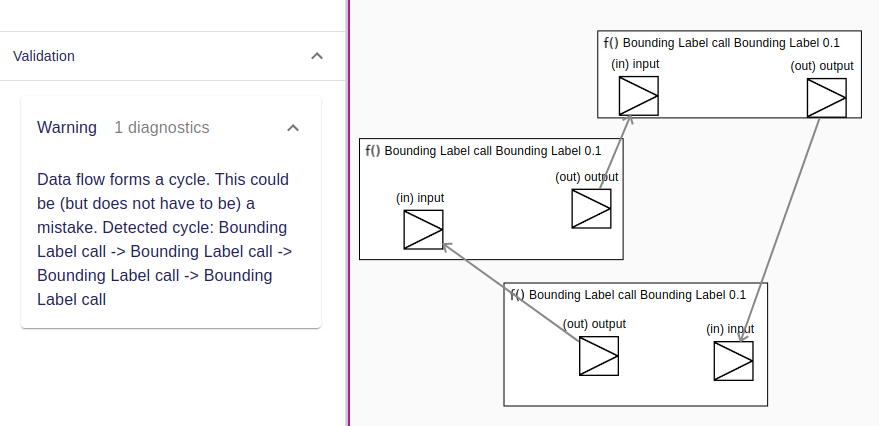 Validation
Warning 1 diagnostics
Data flow forms a cycle. This could
be (but does not have to be) a
mistake. Detected cycle: Bounding
Label call -> Bounding Label call ->
Bounding Label call -> Bounding
Label call
f() Bounding Label call Bounding Label 0.1
(in) input
(out) output
f() Bounding Label call Bounding Label 0.1
(out) output
(in) input
f() Bounding Label call Bounding Label 0.1
(out) output
(in) input